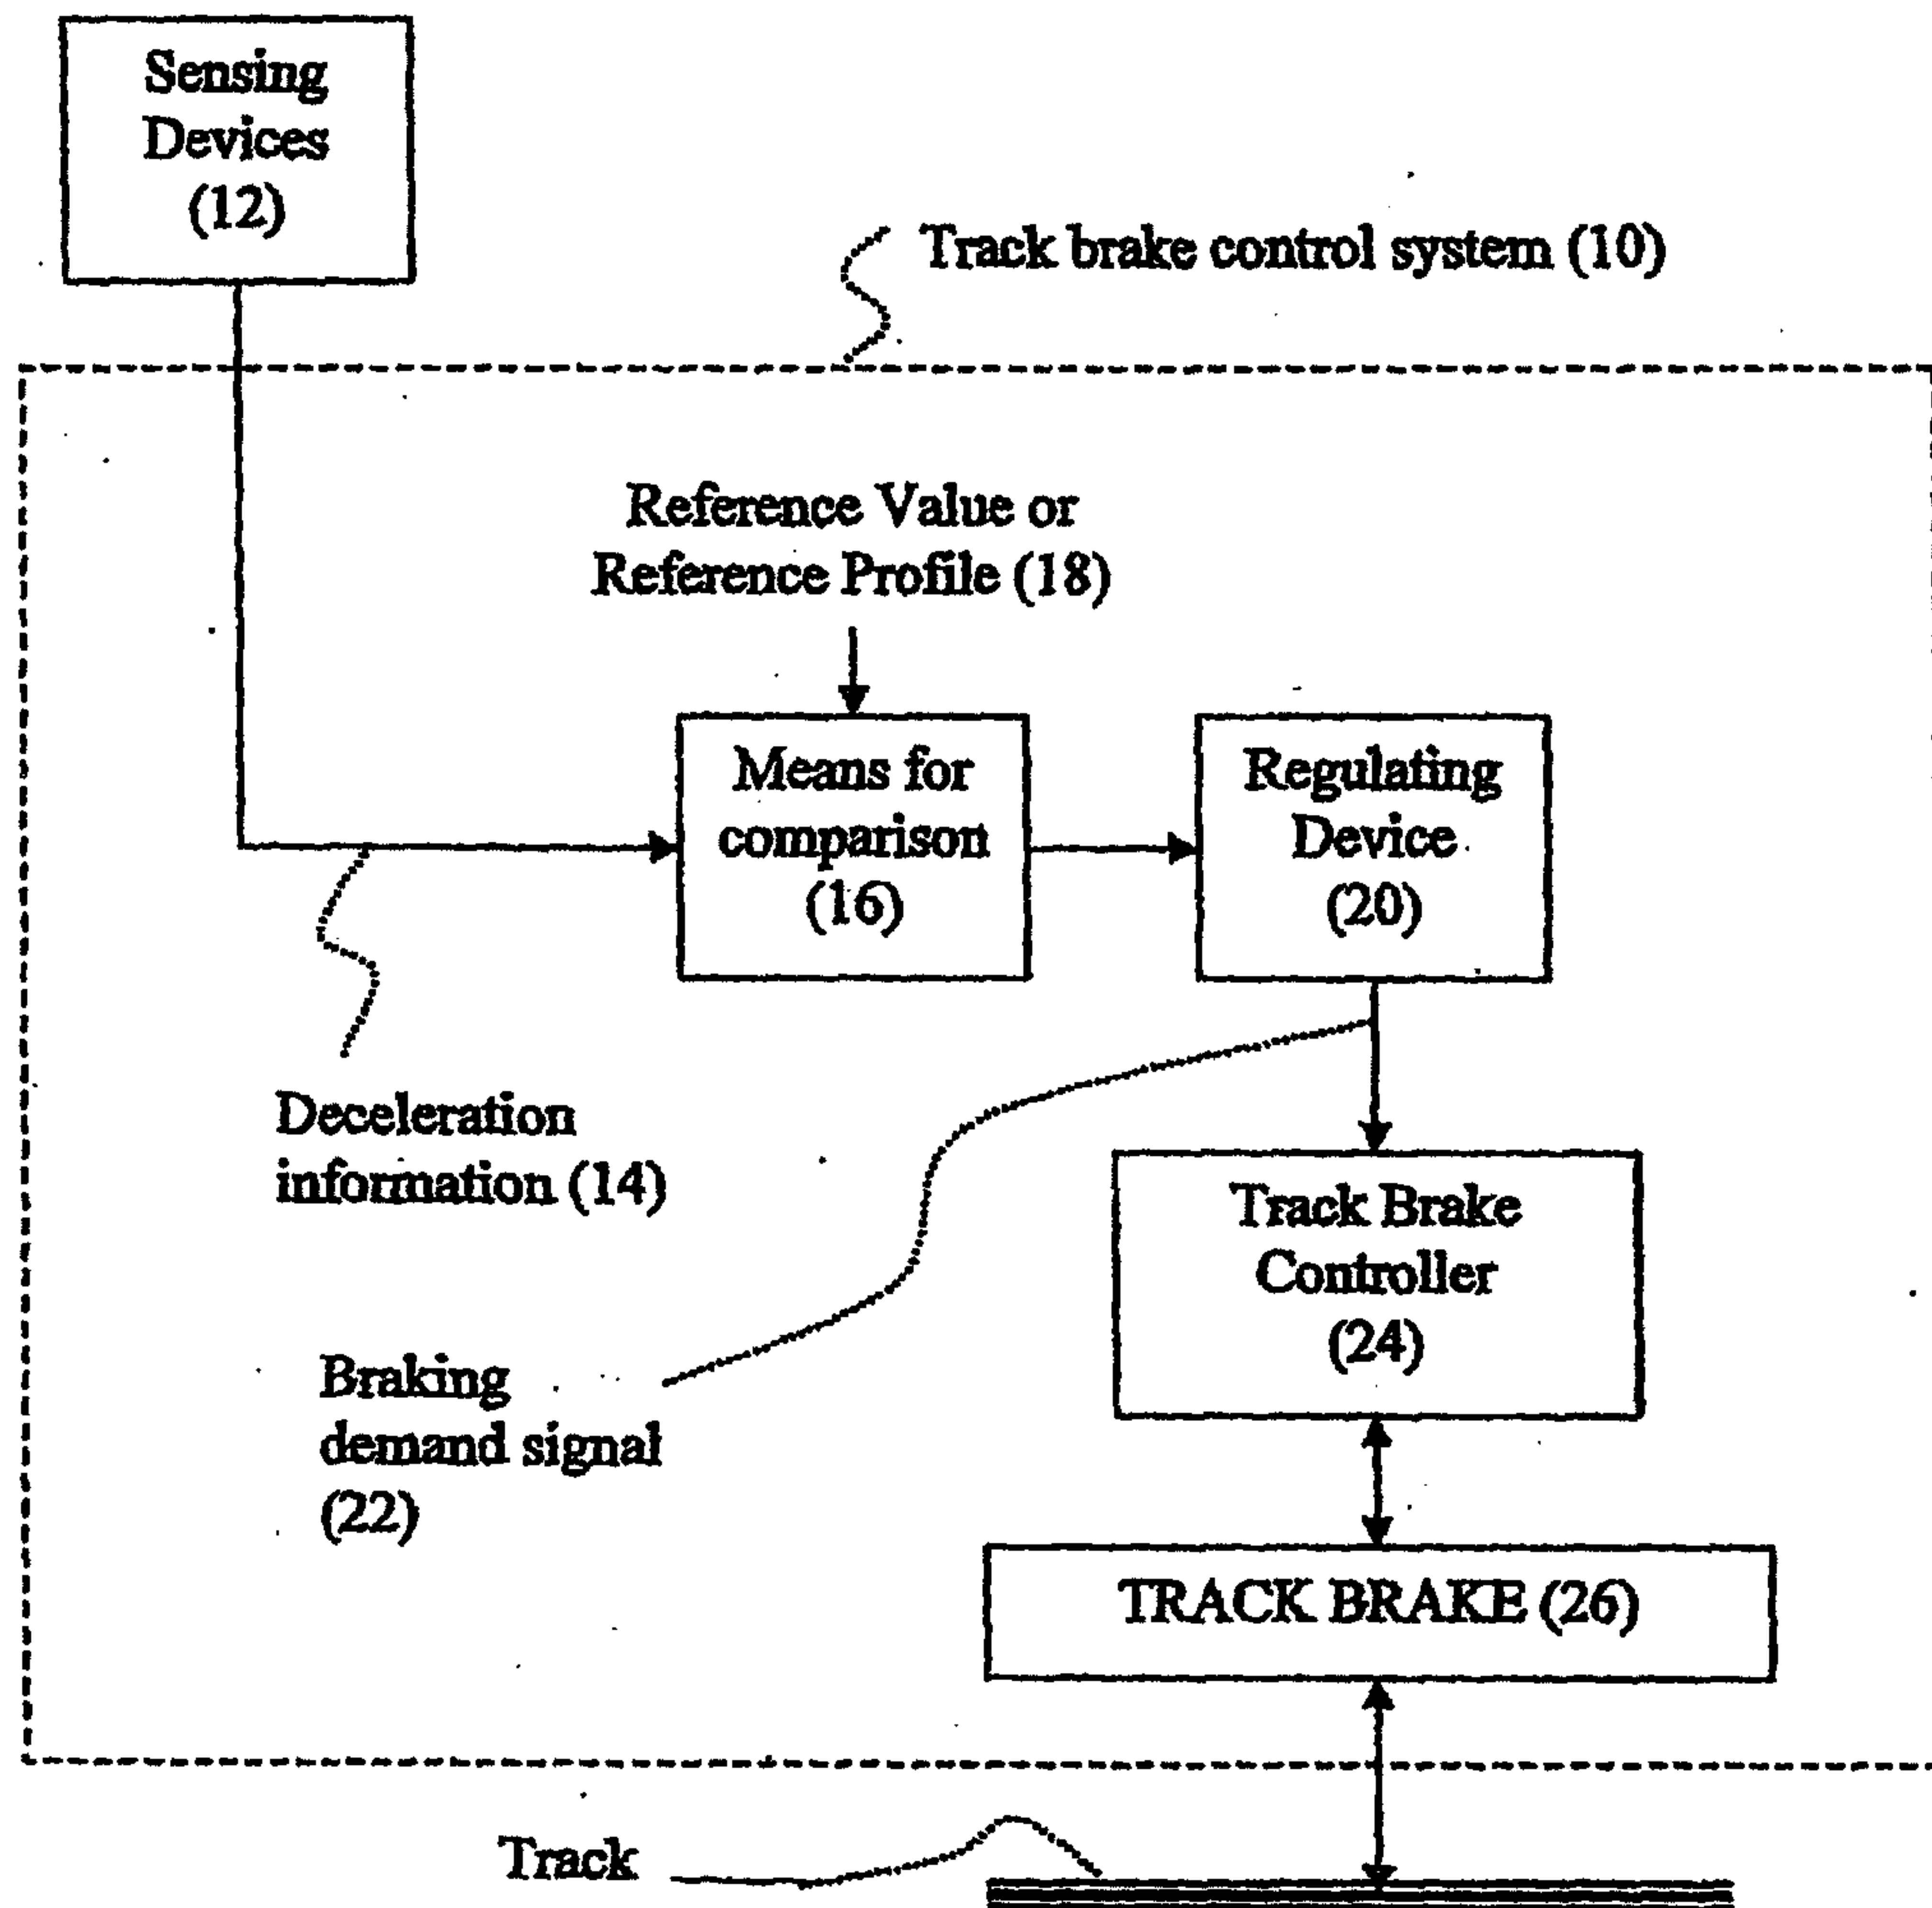 Sensing
Devices
(12)
Track brake control system (10)
Reference Value or
Reference Profile (18)
Means for
comparison
(16)
Regulating
Device
(20)
Deceleration
information (14)
Track Brake
Controller
(24)
Braking
demand signal
(22)
TRACK BRAKE (26)
Track